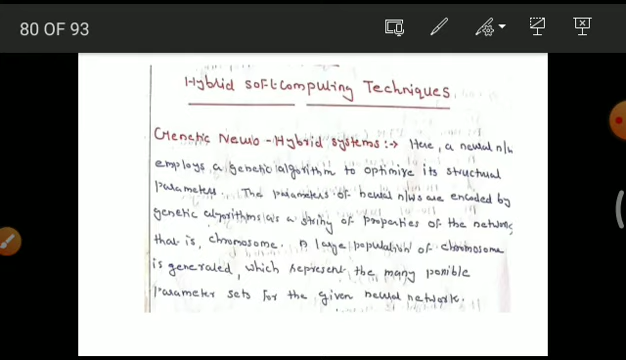 80 OF 93
Hybrid Soft Computing Techniques.
Genetic Neuro-Hybrid systems :→ Here, a neural n/w
employs a genetic algorithm to optimize its structural
parameters. The parameters of neural n/ws are encoded by
genetic algorithms as a string of properties of the network,
that is, chromosome. A large population of chromosome
is generated, which represent the many possible
parameter sets for the given neural network.